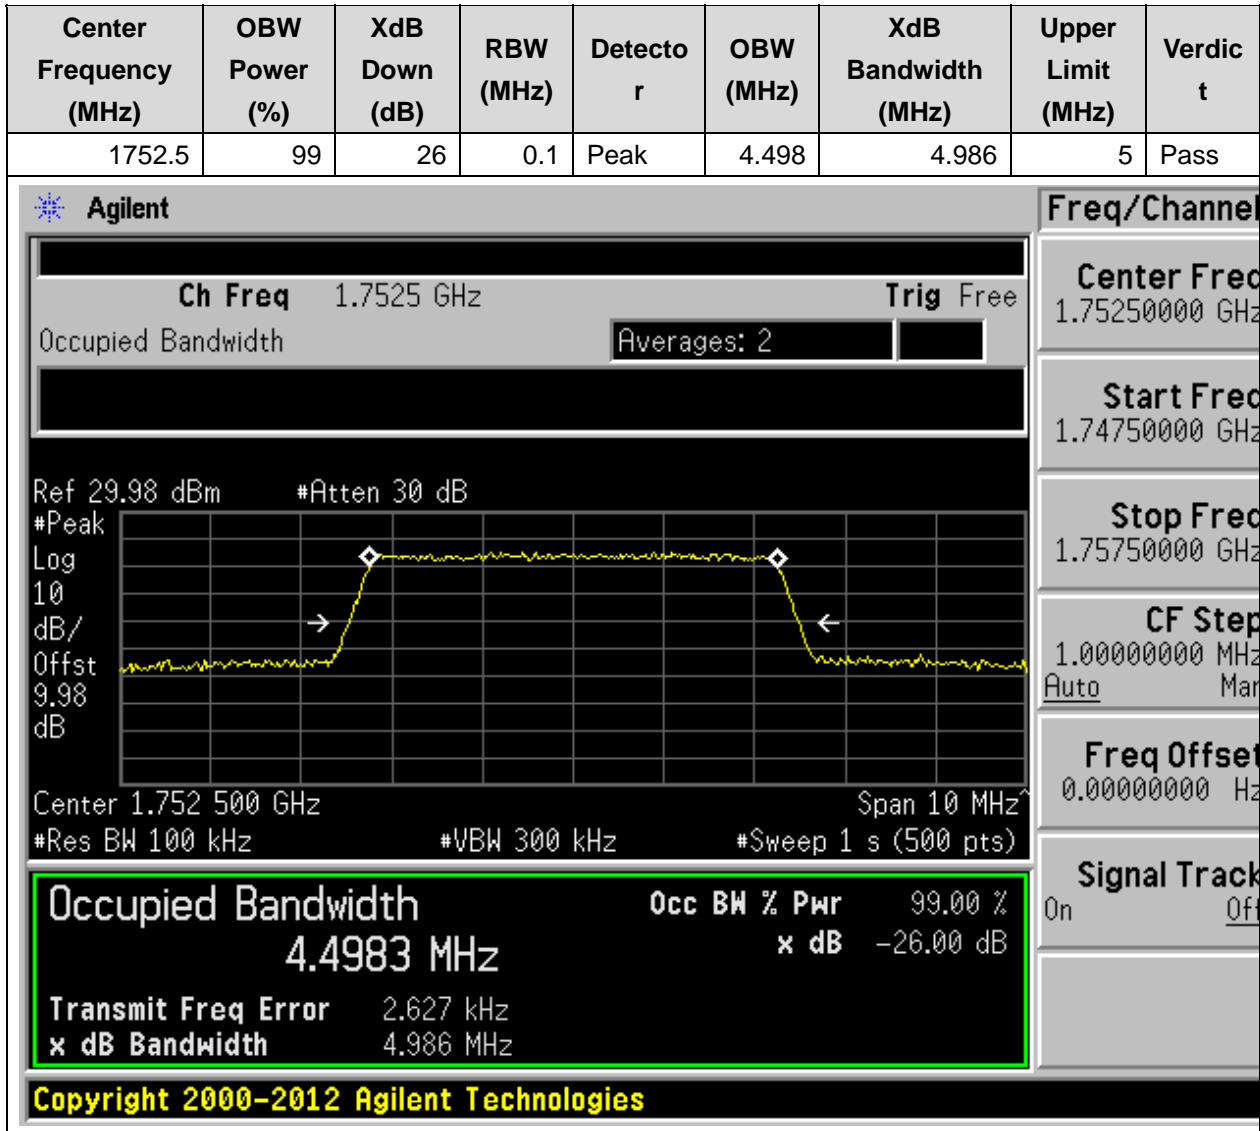 Center Frequency (MHz) OBW Power (%) XdB Down (dB) RBW (MHz) Detecto r OBW (MHz) XdB Bandwidth (MHz) Upper Limit (MHz) Verdic t
1752.5 99 26 0.1 Peak 4.498 4.986 5 Pass
Agilent
Freq/Channel
Ch Freq 1.7525 GHz Trig Free
Occupied Bandwidth Averages: 2
Center Freq
1.75250000 GHz
Start Freq
1.74750000 GHz
Stop Freq
1.75750000 GHz
CF Step
1.00000000 MHz
Auto Man
Freq Offset
0.00000000 Hz
Signal Track
On Off
Ref 29.98 dBm #Atten 30 dB
#Peak
Log
10
dB/
Offst
9.98
dB
Center 1.752 500 GHz Span 10 MHz^
#Res BW 100 kHz #VBW 300 kHz #Sweep 1 s (500 pts)
Occupied Bandwidth Occ BW % Pwr 99.00 %
4.4983 MHz x dB -26.00 dB
Transmit Freq Error 2.627 kHz
x dB Bandwidth 4.986 MHz
Copyright 2000-2012 Agilent Technologies